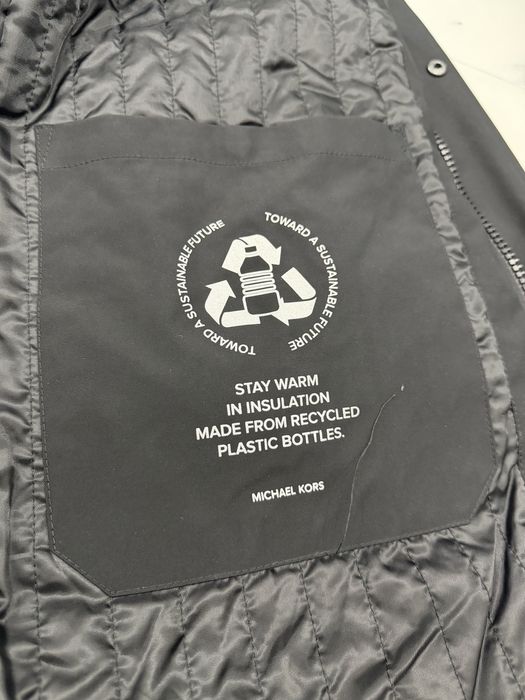 TOWARD A SUSTAINABLE FUTURE
TOWARD A SUSTAINABLE FUTURE
STAY WARM
IN INSULATION
MADE FROM RECYCLED
PLASTIC BOTTLES.
MICHAEL KORS